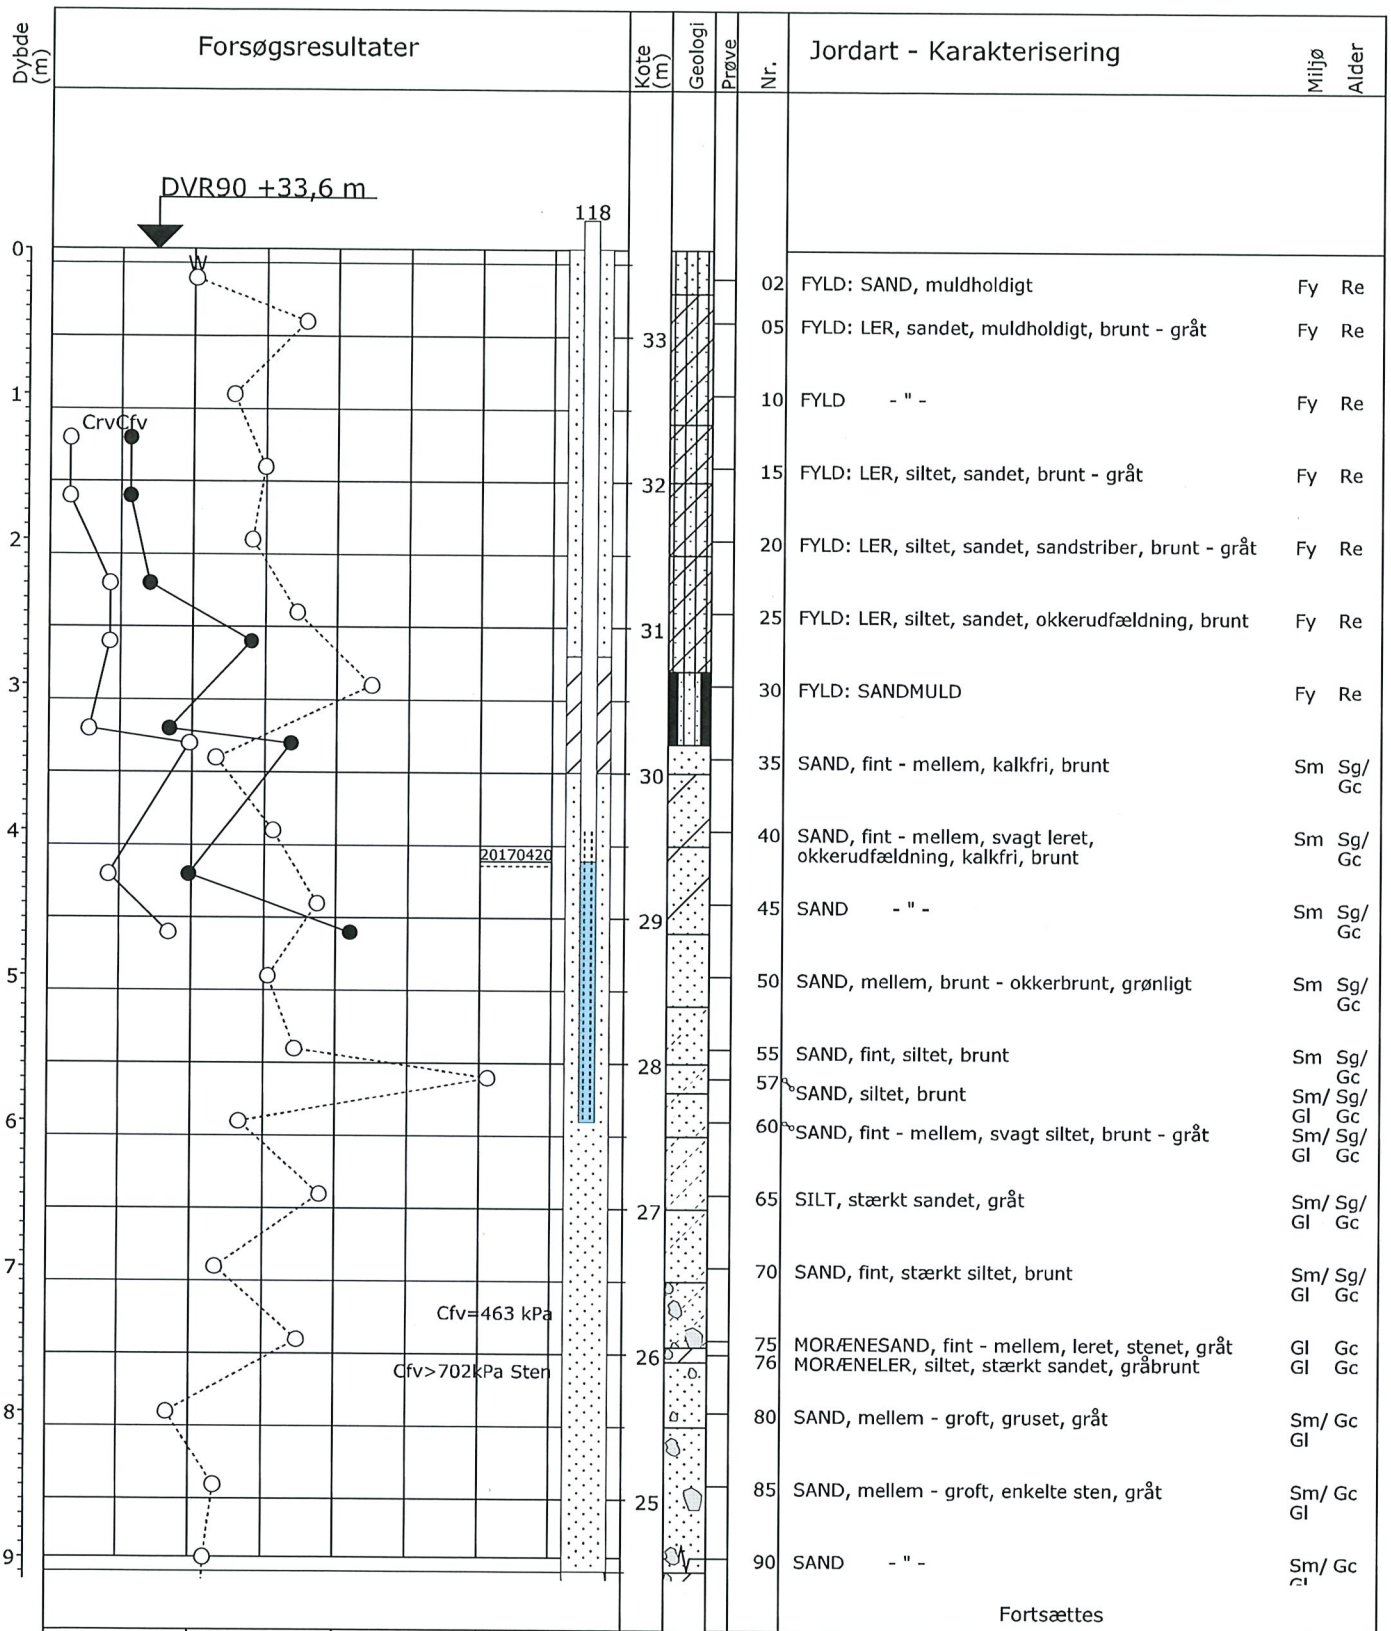 Dybde (m)
Forsøgsresultater
Kote (m)
Geologi
Prøve
Nr.
Jordart - Karakterisering
Miljø
Alder
DVR90 +33,6 m
118
0
W
02 FYLD: SAND, muldholdigt Fy Re
05 FYLD: LER, sandet, muldholdigt, brunt - gråt Fy Re
33
1
10 FYLD - " - Fy Re
CrvCfv
15 FYLD: LER, siltet, sandet, brunt - gråt Fy Re
32
2
20 FYLD: LER, siltet, sandet, sandstriber, brunt - gråt Fy Re
25 FYLD: LER, siltet, sandet, okkerudfældning, brunt Fy Re
31
3
30 FYLD: SANDMULD Fy Re
35 SAND, fint - mellem, kalkfri, brunt Sm Sg/
Gc
30
4
40 SAND, fint - mellem, svagt leret, Sm Sg/
okkerudfældning, kalkfri, brunt Gc
20170420
45 SAND - " - Sm Sg/
Gc
29
5
50 SAND, mellem, brunt - okkerbrunt, grønligt Sm Sg/
Gc
55 SAND, fint, siltet, brunt Sm Sg/
Gc
28
57 SAND, siltet, brunt Sm/ Sg/
Gl Gc
6
60 SAND, fint - mellem, svagt siltet, brunt - gråt Sm/ Sg/
Gl Gc
65 SILT, stærkt sandet, gråt Sm/ Sg/
Gl Gc
27
7
70 SAND, fint, stærkt siltet, brunt Sm/ Sg/
Gl Gc
Cfv=463 kPa
75 MORÆNESAND, fint - mellem, leret, stenet, gråt Gl Gc
26
76 MORÆNELER, siltet, stærkt sandet, gråbrunt Gl Gc
Cfv>702kPa Sten
8
80 SAND, mellem - groft, gruset, gråt Sm/ Gc
Gl
85 SAND, mellem - groft, enkelte sten, gråt Sm/ Gc
Gl
25
9
90 SAND - " - Sm/ Gc
Gl
Fortsættes